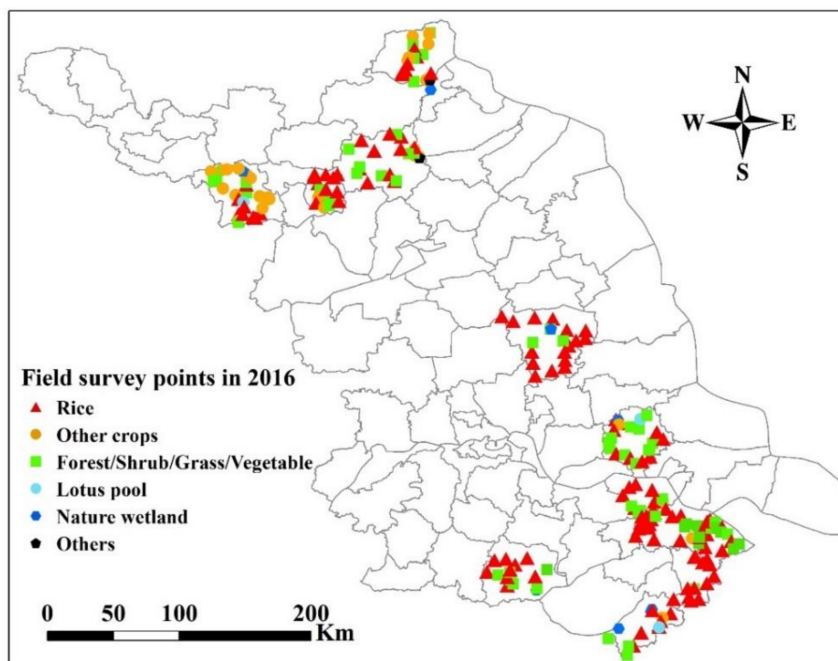 N
W E
S
Field survey points in 2016
Rice
Other crops
Forest/Shrub/Grass/Vegetable
Lotus pool
Nature wetland
Others
0 50 100 200
Km